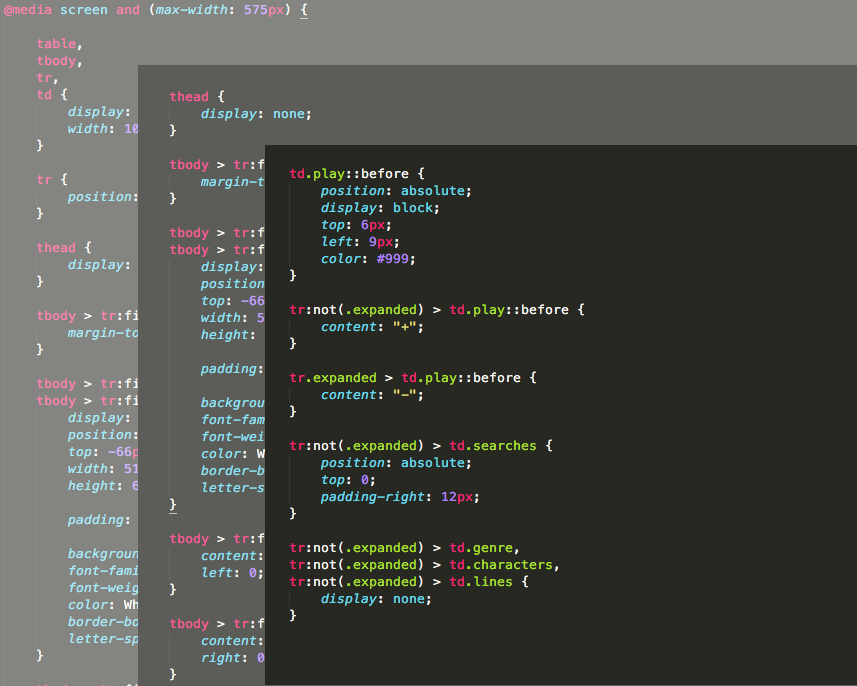 @media screen and (max-width: 575px) {
table,
tbody,
tr,
td {
display:
width: 10
}
tr {
position:
}
thead {
display:
}
tbody > tr:fi
margin-to
}
tbody > tr:fi
tbody > tr:fi
display:
position:
top: -66p
width: 51
height: 6
padding:
backgroun
font-fami
font-weig
color: Wh
border-bo
letter-sp
}
thead {
display: none;
}
tbody > tr:f
margin-t
}
tbody > tr:f
tbody > tr:f
display:
position
top: -66
width: 5
height:
padding:
backgrou
font-fam
font-wei
color: W
border-b
letter-s
}
tbody > tr:f
content:
left: 0;
}
tbody > tr:f
content:
right: 0
}
td.play::before {
position: absolute;
display: block;
top: 6px;
left: 9px;
color: #999;
}
tr:not(.expanded) > td.play::before {
content: "+";
}
tr.expanded > td.play::before {
content: "–";
}
tr:not(.expanded) > td.searches {
position: absolute;
top: 0;
padding-right: 12px;
}
tr:not(.expanded) > td.genre,
tr:not(.expanded) > td.characters,
tr:not(.expanded) > td.lines {
display: none;
}